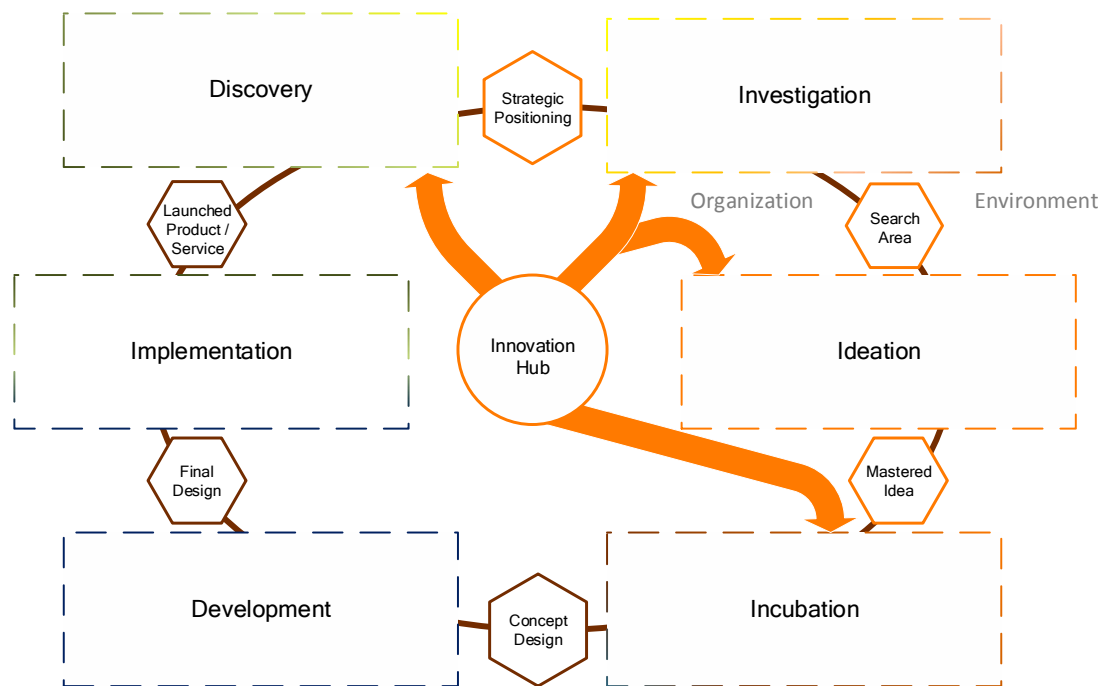 Discovery
Strategic
Positioning
Investigation
Organization
Environment
Launched
Product /
Service
Search
Area
Implementation
Innovation
Hub
Ideation
Final
Design
Mastered
Idea
Development
Concept
Design
Incubation